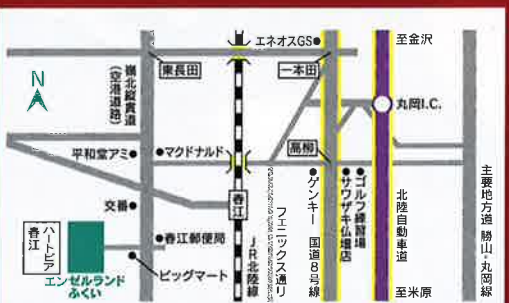 エネオスGS
至金沢
東長田
一本田
N
嶺北縦貫道
(空港道路)
丸岡I.C.
平和堂アミ
マクドナルド
高柳
交番
春江
ハートピア
春江
エンゼルランド
ふくい
春江郵便局
ビッグマート
JR北陸線
フェニックス通り
ゲンキー
国道8号線
サワザキ仏壇店
ゴルフ練習場
北陸自動車道
至米原
主要地方道 勝山・丸岡線